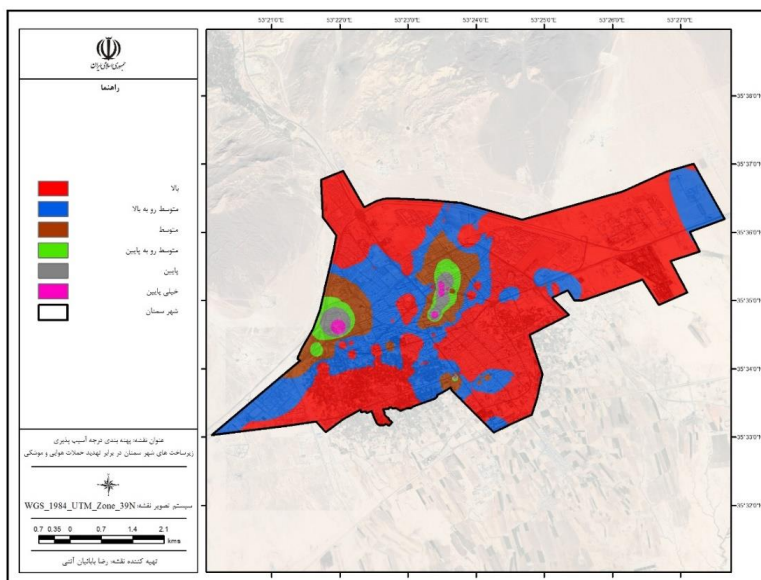 53°21'0"E 53°22'0"E 53°23'0"E 53°24'0"E 53°25'0"E 53°26'0"E 53°27'0"E
جمهوری اسلامی ایران
راهنما
بالا
متوسط رو به بالا
متوسط
متوسط رو به پایین
پایین
خیلی پایین
شهر سمنان
عنوان نقشه: پهنه بندی درجه آسیب پذیری
زیرساخت های شهر سمنان در برابر تهدید حملات هوایی و موشکی
سیستم تصویر نقشه: WGS_1984_UTM_Zone_39N
0.7 0.35 0 0.7 1.4 2.1
kms
تهیه کننده نقشه: رضا بابائیان آتنی
35°38'0"N
35°37'0"N
35°36'0"N
35°35'0"N
35°34'0"N
35°33'0"N
35°32'0"N